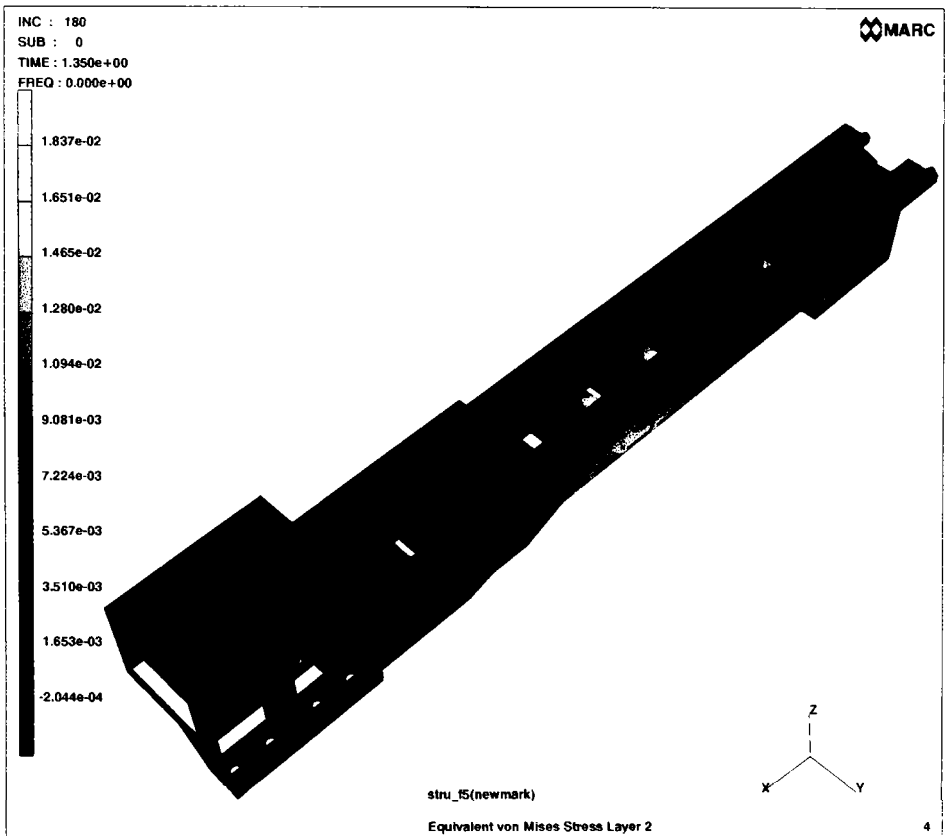 INC : 180
SUB : 0
TIME : 1.350e+00
FREQ : 0.000e+00
MARC
1.837e-02
1.651e-02
1.465e-02
1.280e-02
1.094e-02
9.081e-03
7.224e-03
5.367e-03
3.510e-03
1.653e-03
-2.044e-04
Z
X
Y
stru_f5(newmark)
Equivalent von Mises Stress Layer 2
4